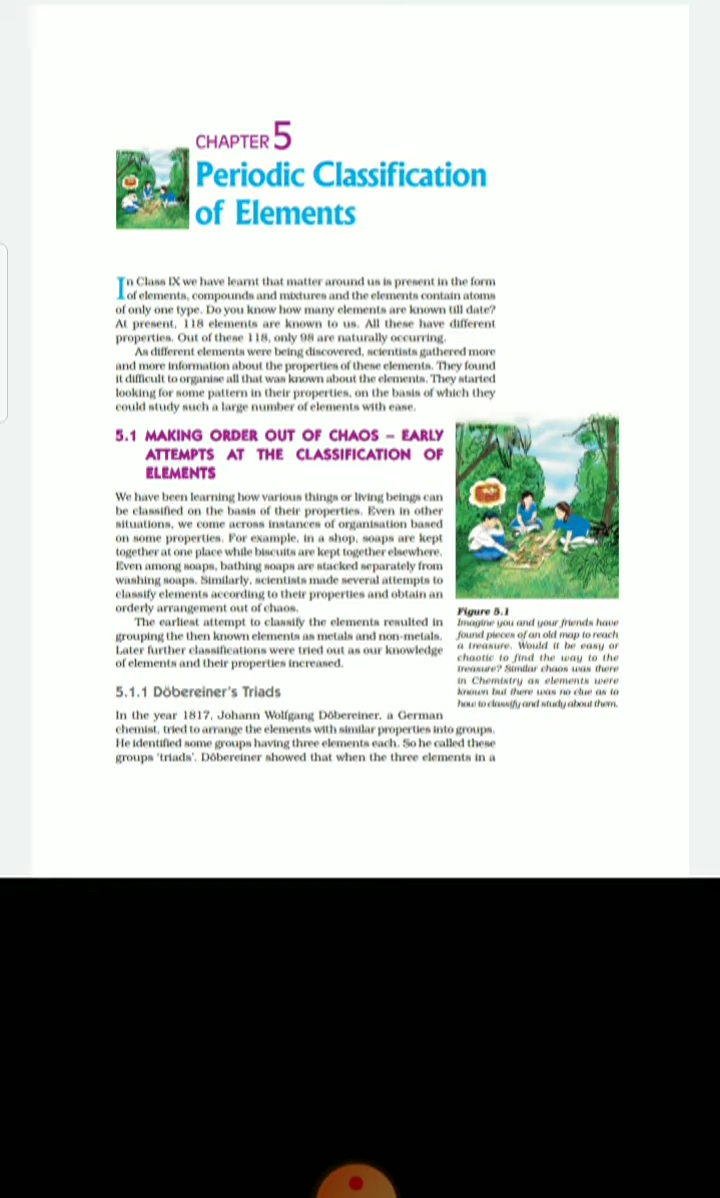 CHAPTER 5
Periodic Classification
of Elements
In Class IX we have learnt that matter around us is present in the form
of elements, compounds and mixtures and the elements contain atoms
of only one type. Do you know how many elements are known till date?
At present, 118 elements are known to us. All these have different
properties. Out of these 118, only 98 are naturally occurring.
As different elements were being discovered, scientists gathered more
and more information about the properties of these elements. They found
it difficult to organise all that was known about the elements. They started
looking for some pattern in their properties, on the basis of which they
could study such a large number of elements with ease.
5.1 MAKING ORDER OUT OF CHAOS – EARLY
ATTEMPTS AT THE CLASSIFICATION OF
ELEMENTS
We have been learning how various things or living beings can
be classified on the basis of their properties. Even in other
situations, we come across instances of organisation based
on some properties. For example, in a shop, soaps are kept
together at one place while biscuits are kept together elsewhere.
Even among soaps, bathing soaps are stacked separately from
washing soaps. Similarly, scientists made several attempts to
classify elements according to their properties and obtain an
orderly arrangement out of chaos.
The earliest attempt to classify the elements resulted in
grouping the then known elements as metals and non-metals.
Later further classifications were tried out as our knowledge
of elements and their properties increased.
Figure 5.1
Imagine you and your friends have
found pieces of an old map to reach
a treasure. Would it be easy or
chaotic to find the way to the
treasure? Similar chaos was there
in Chemistry as elements were
known but there was no clue as to
how to classify and study about them.
5.1.1 Döbereiner's Triads
In the year 1817, Johann Wolfgang Döbereiner, a German
chemist, tried to arrange the elements with similar properties into groups.
He identified some groups having three elements each. So he called these
groups 'triads'. Döbereiner showed that when the three elements in a